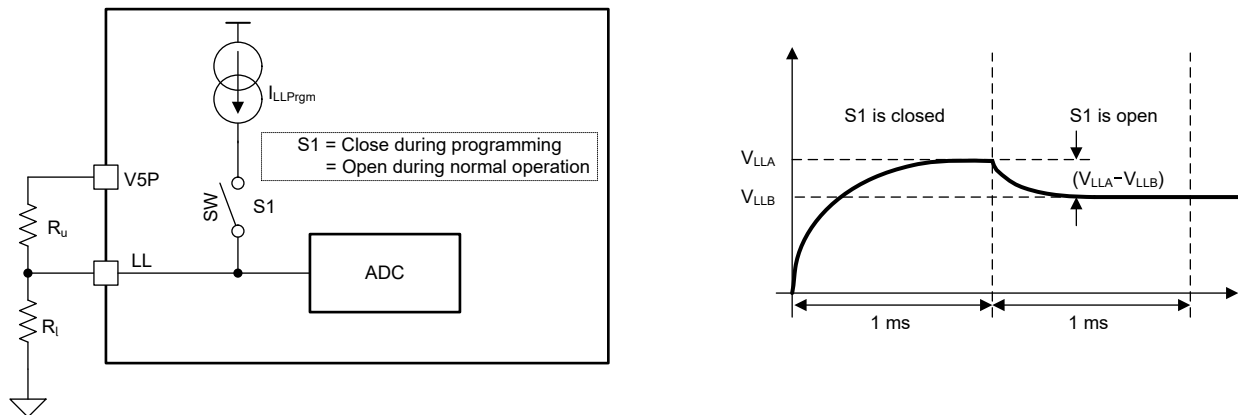 I_LLPrgm
S1 = Close during programming
= Open during normal operation
V5P
SW
S1
R_u
LL
ADC
R_l
S1 is closed
S1 is open
V_LLA
(V_LLA–V_LLB)
V_LLB
1 ms
1 ms